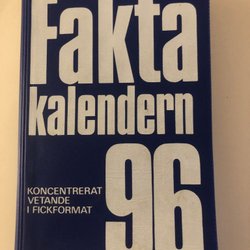 Fakta
kalendern
96
KONCENTRERAT
VETANDE
I FICKFORMAT